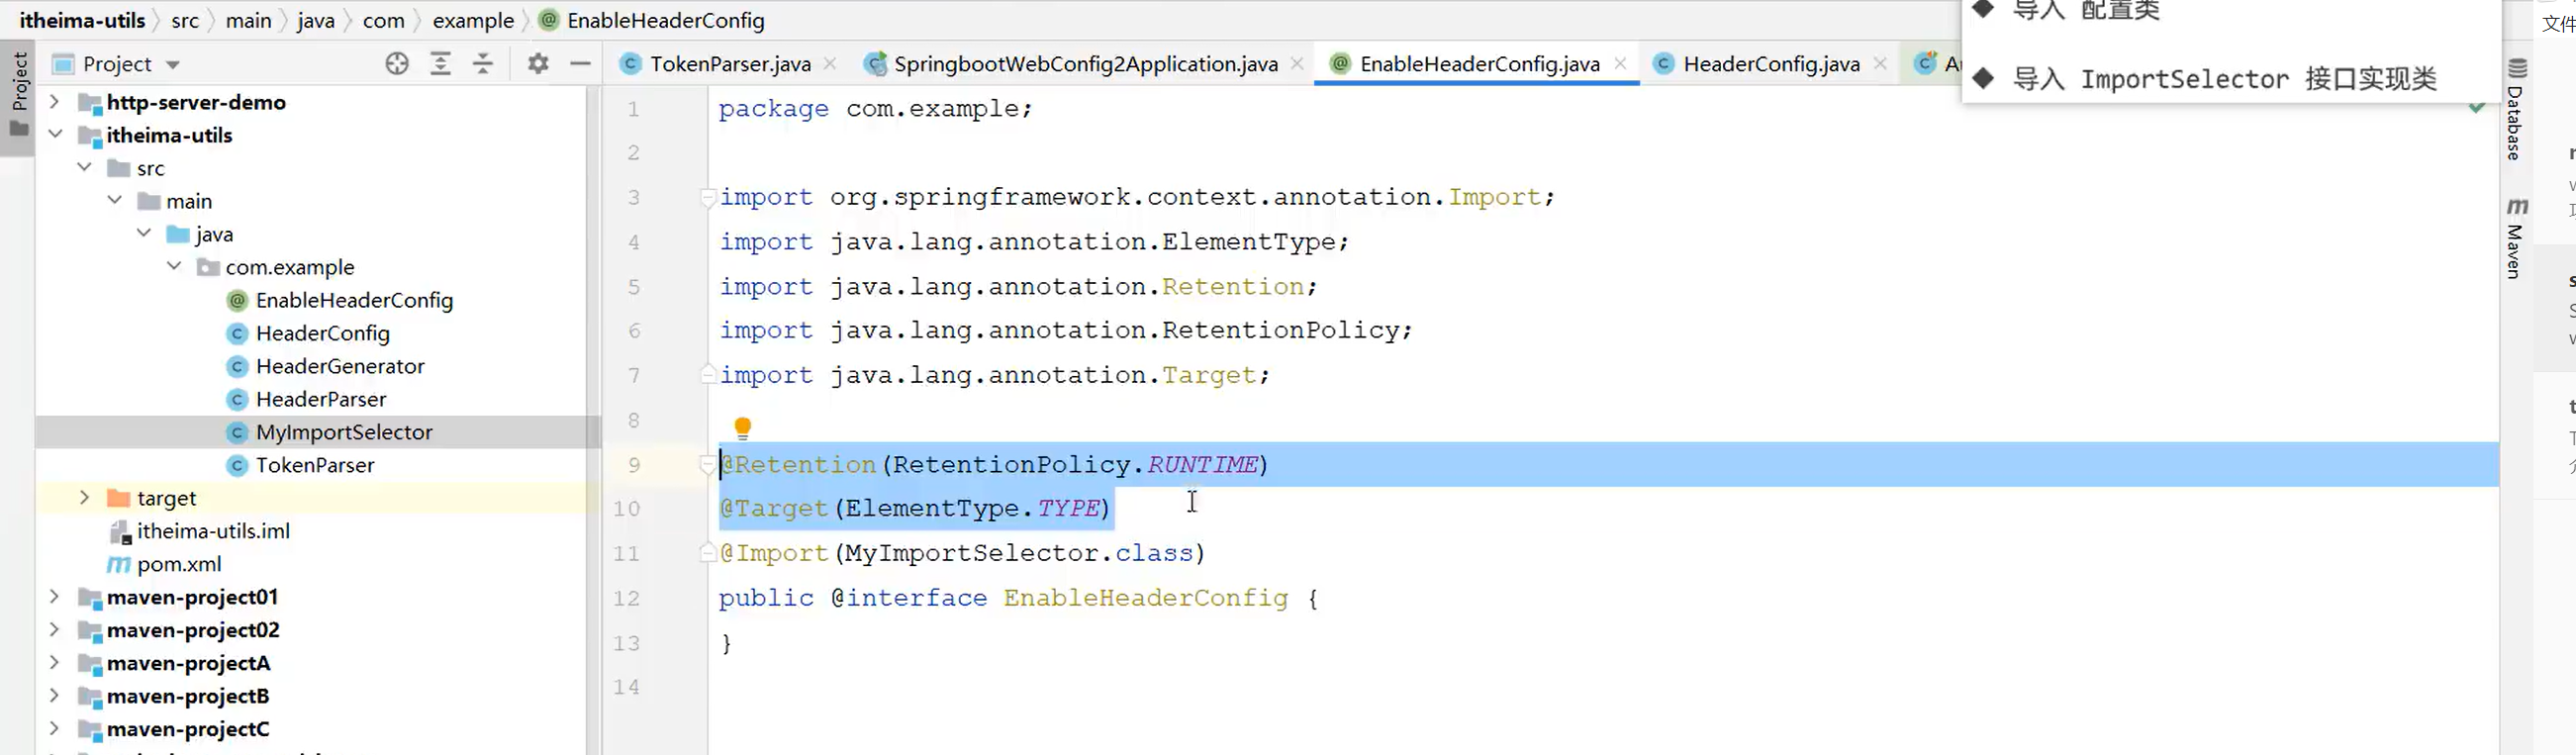 itheima-utils src main java com example EnableHeaderConfig
导入 配置类
文件
Project
TokenParser.java SpringbootWebConfig2Application.java EnableHeaderConfig.java HeaderConfig.java
导入 ImportSelector 接口实现类
Project
Database
Maven
http-server-demo
itheima-utils
src
main
java
com.example
EnableHeaderConfig
HeaderConfig
HeaderGenerator
HeaderParser
MyImportSelector
TokenParser
target
itheima-utils.iml
pom.xml
maven-project01
maven-project02
maven-projectA
maven-projectB
maven-projectC
1 package com.example;
2
3 import org.springframework.context.annotation.Import;
4 import java.lang.annotation.ElementType;
5 import java.lang.annotation.Retention;
6 import java.lang.annotation.RetentionPolicy;
7 import java.lang.annotation.Target;
8
9 @Retention(RetentionPolicy.RUNTIME)
10 @Target(ElementType.TYPE)
11 @Import(MyImportSelector.class)
12 public @interface EnableHeaderConfig {
13 }
14